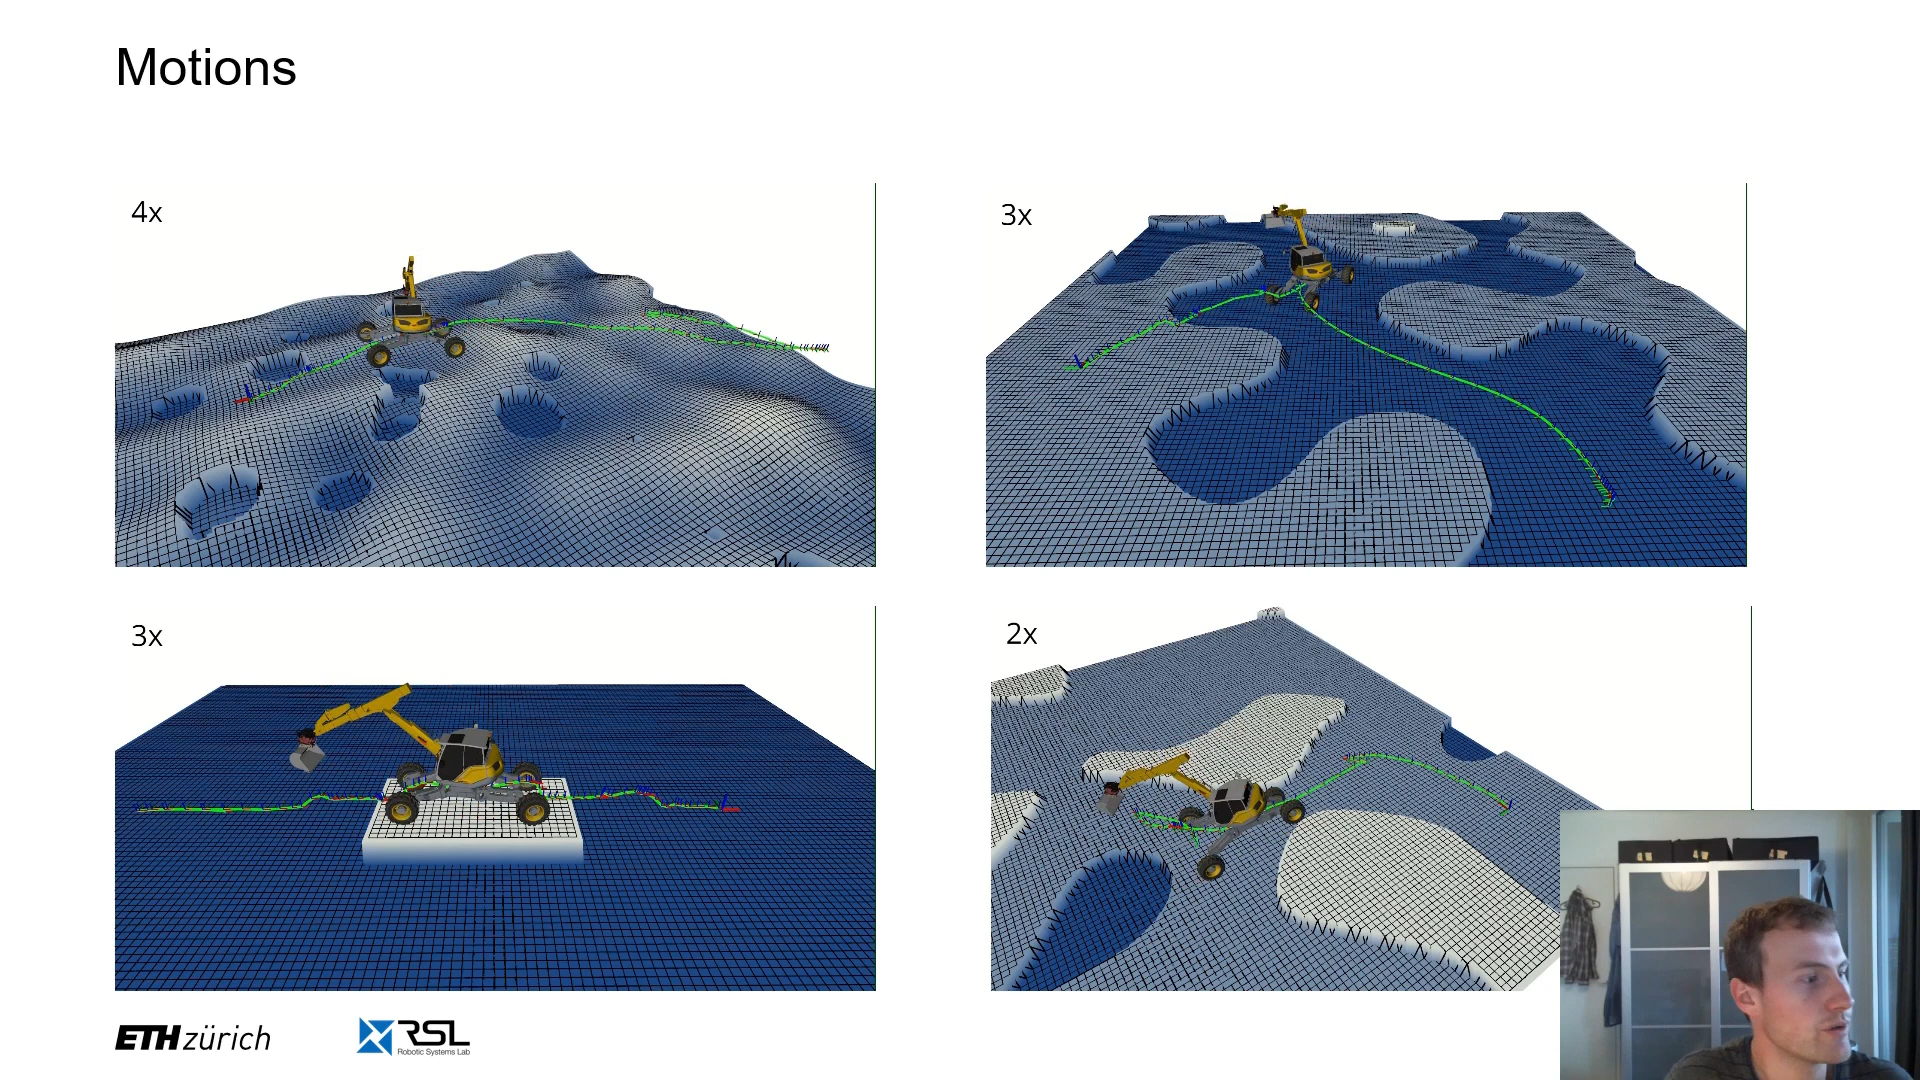 Motions
4x
3x
3x
2x
ETH zürich
RSL
Robotic Systems Lab